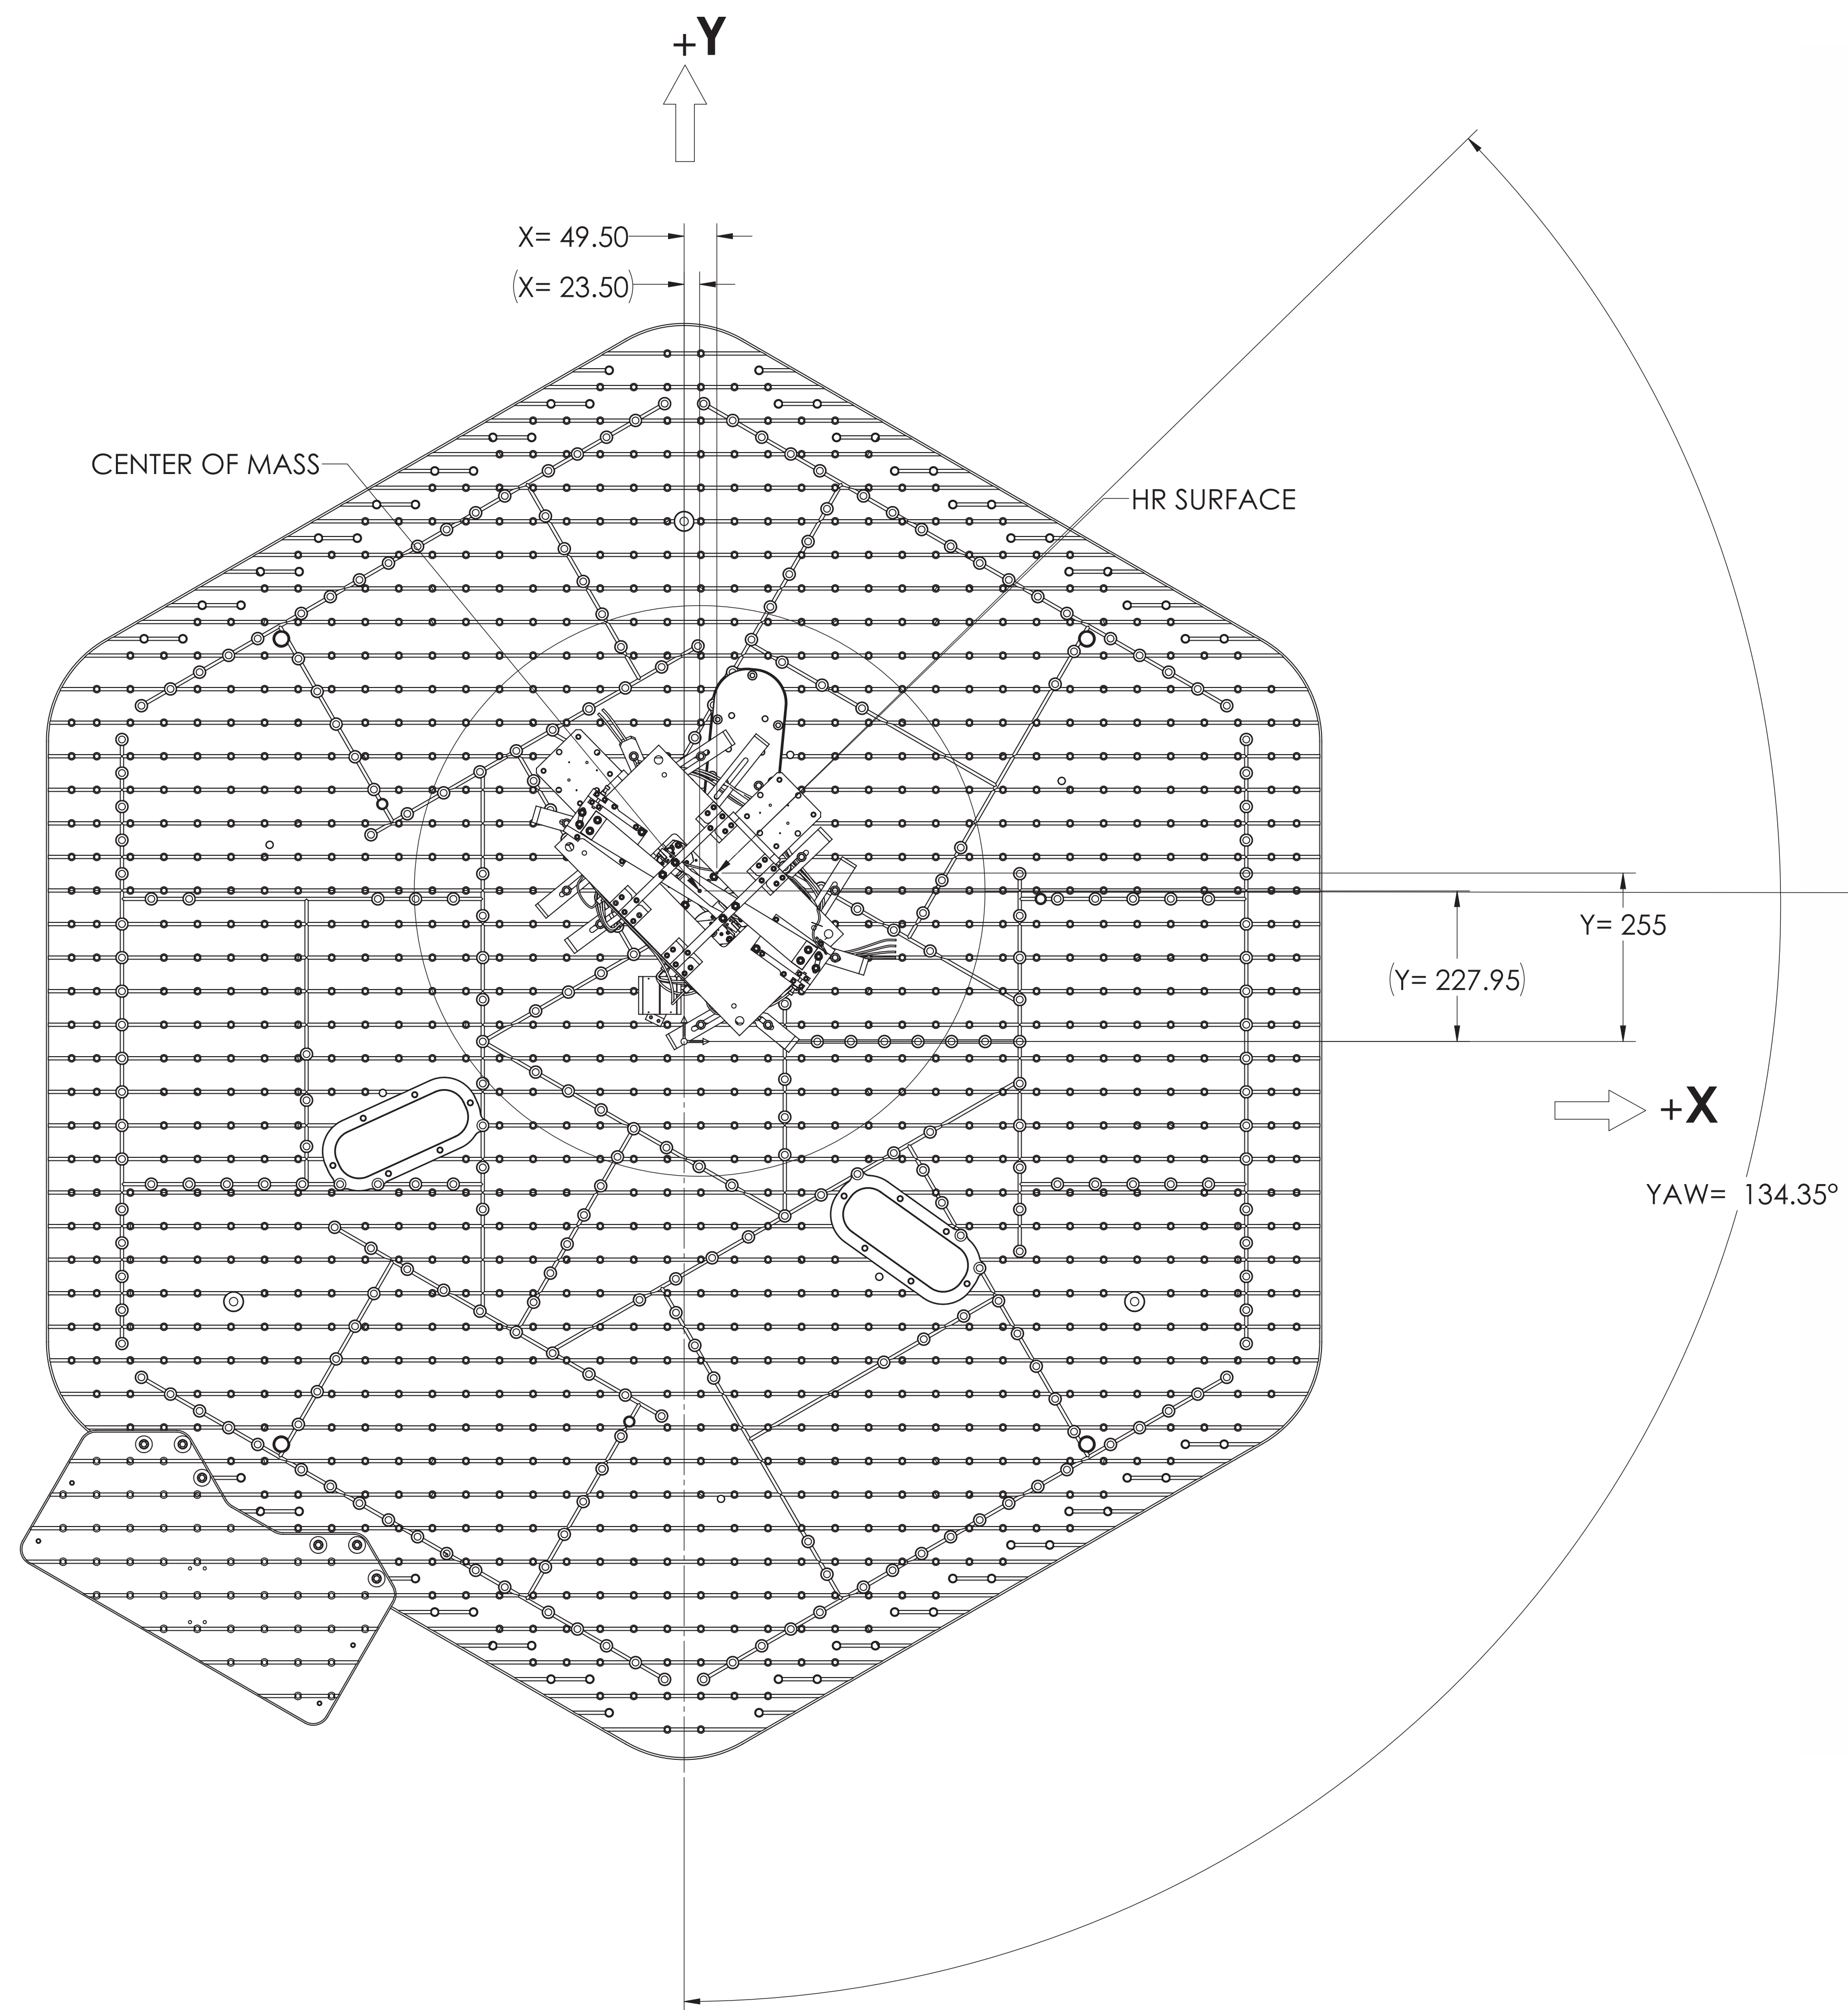 +Y
X= 49.50
(X= 23.50)
CENTER OF MASS
HR SURFACE
Y= 255
(Y= 227.95)
+X
YAW= 134.35°